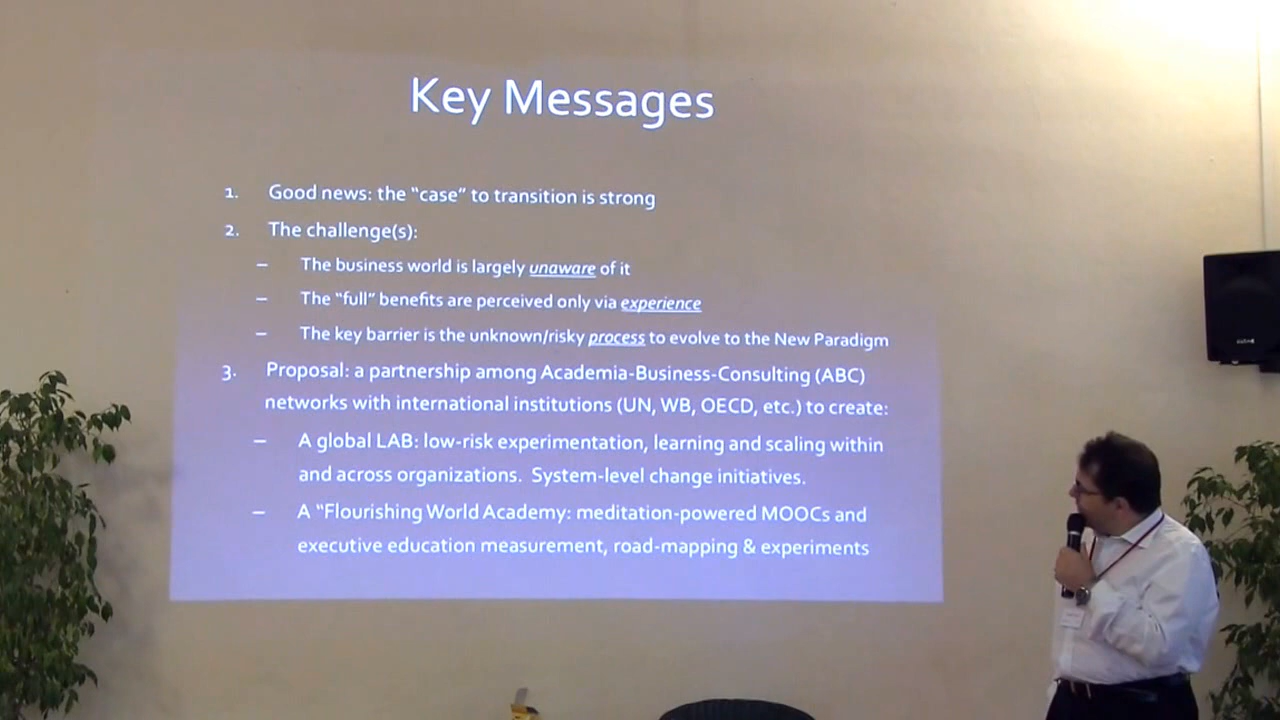 Key Messages
1. Good news: the "case" to transition is strong
2. The challenge(s):
– The business world is largely unaware of it
– The "full" benefits are perceived only via experience
– The key barrier is the unknown/risky process to evolve to the New Paradigm
3. Proposal: a partnership among Academia-Business-Consulting (ABC)
networks with international institutions (UN, WB, OECD, etc.) to create:
– A global LAB: low-risk experimentation, learning and scaling within
and across organizations. System-level change initiatives.
– A "Flourishing World Academy: meditation-powered MOOCs and
executive education measurement, road-mapping & experiments